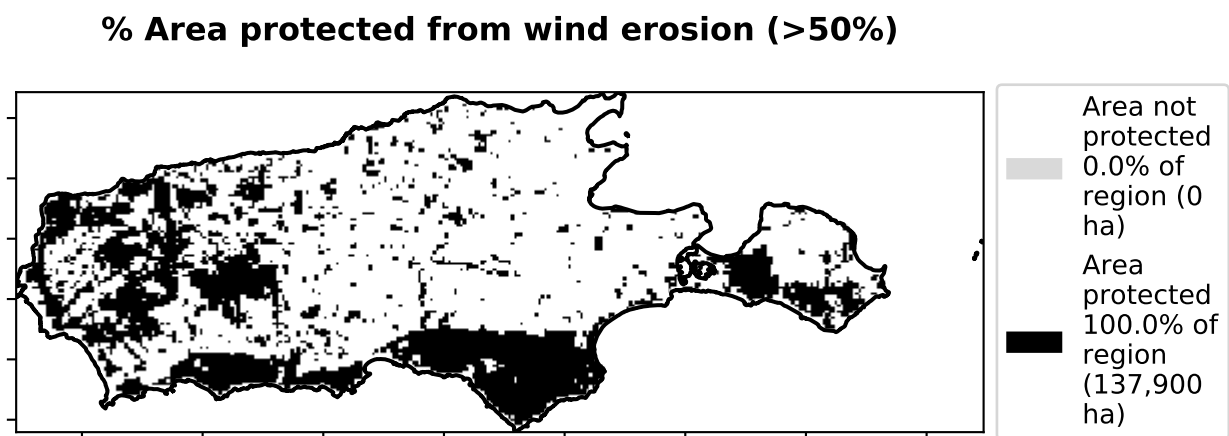 % Area protected from wind erosion (>50%)
Area not
protected
0.0% of
region (0
ha)
Area
protected
100.0% of
region
(137,900
ha)